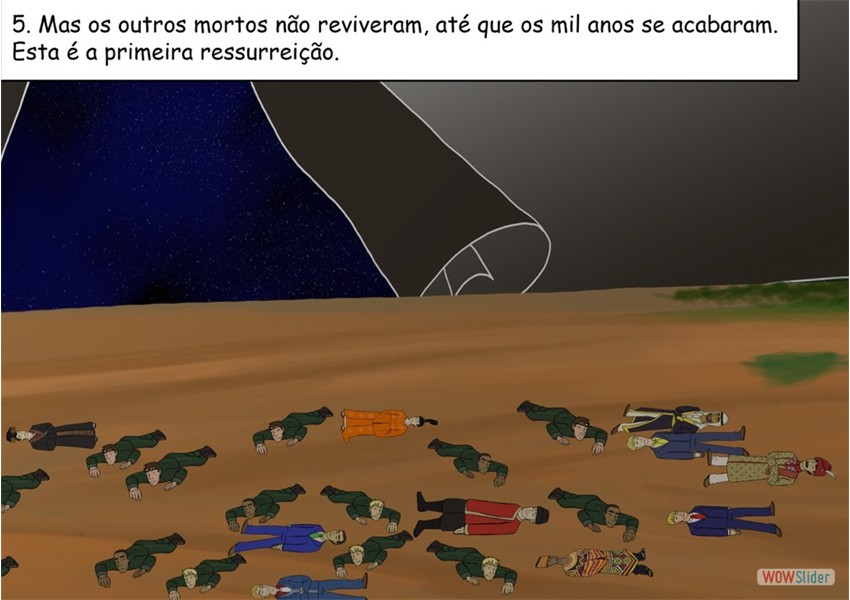 5. Mas os outros mortos não reviveram, até que os mil anos se acabaram.
Esta é a primeira ressurreição.
WOWSlider